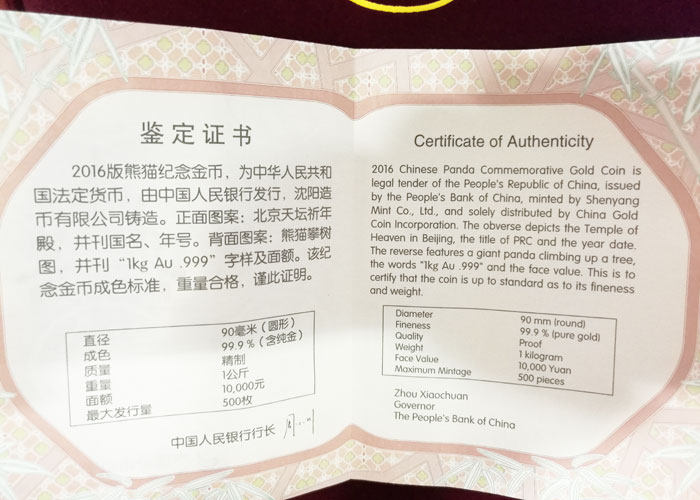 鉴定证书
2016版熊猫纪念金币，为中华人民共和
国法定货币，由中国人民银行发行，沈阳造
币有限公司铸造。正面图案：北京天坛祈年
殿，并刊国名、年号。背面图案：熊猫攀树
图，并刊“1kg Au .999”字样及面额。该纪
念金币成色标准，重量合格，谨此证明。
直径 90毫米（圆形）
成色 99.9％（含纯金）
质量 精制
重量 1公斤
面额 10,000元
最大发行量 500枚
中国人民银行行长
Certificate of Authenticity
2016 Chinese Panda Commemorative Gold Coin is
legal tender of the People's Republic of China, issued
by the People's Bank of China, minted by Shenyang
Mint Co., Ltd., and solely distributed by China Gold
Coin Incorporation. The obverse depicts the Temple of
Heaven in Beijing, the title of PRC and the year date.
The reverse features a giant panda climbing up a tree,
the words "1kg Au .999" and the face value. This is to
certify that the coin is up to standard as to its fineness
and weight.
Diameter 90 mm (round)
Fineness 99.9 % (pure gold)
Quality Proof
Weight 1 kilogram
Face Value 10,000 Yuan
Maximum Mintage 500 pieces
Zhou Xiaochuan
Governor
The People's Bank of China